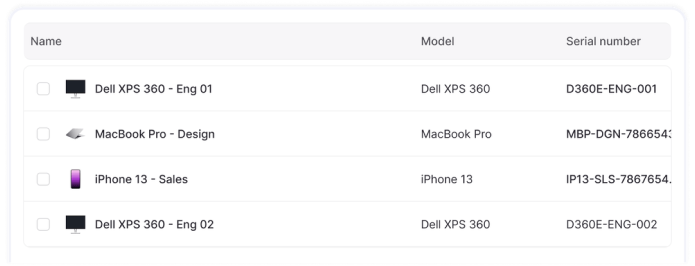 Name Model Serial number
Dell XPS 360 - Eng 01 Dell XPS 360 D360E-ENG-001
MacBook Pro - Design MacBook Pro MBP-DGN-7866543
iPhone 13 - Sales iPhone 13 IP13-SLS-7867654.
Dell XPS 360 - Eng 02 Dell XPS 360 D360E-ENG-002